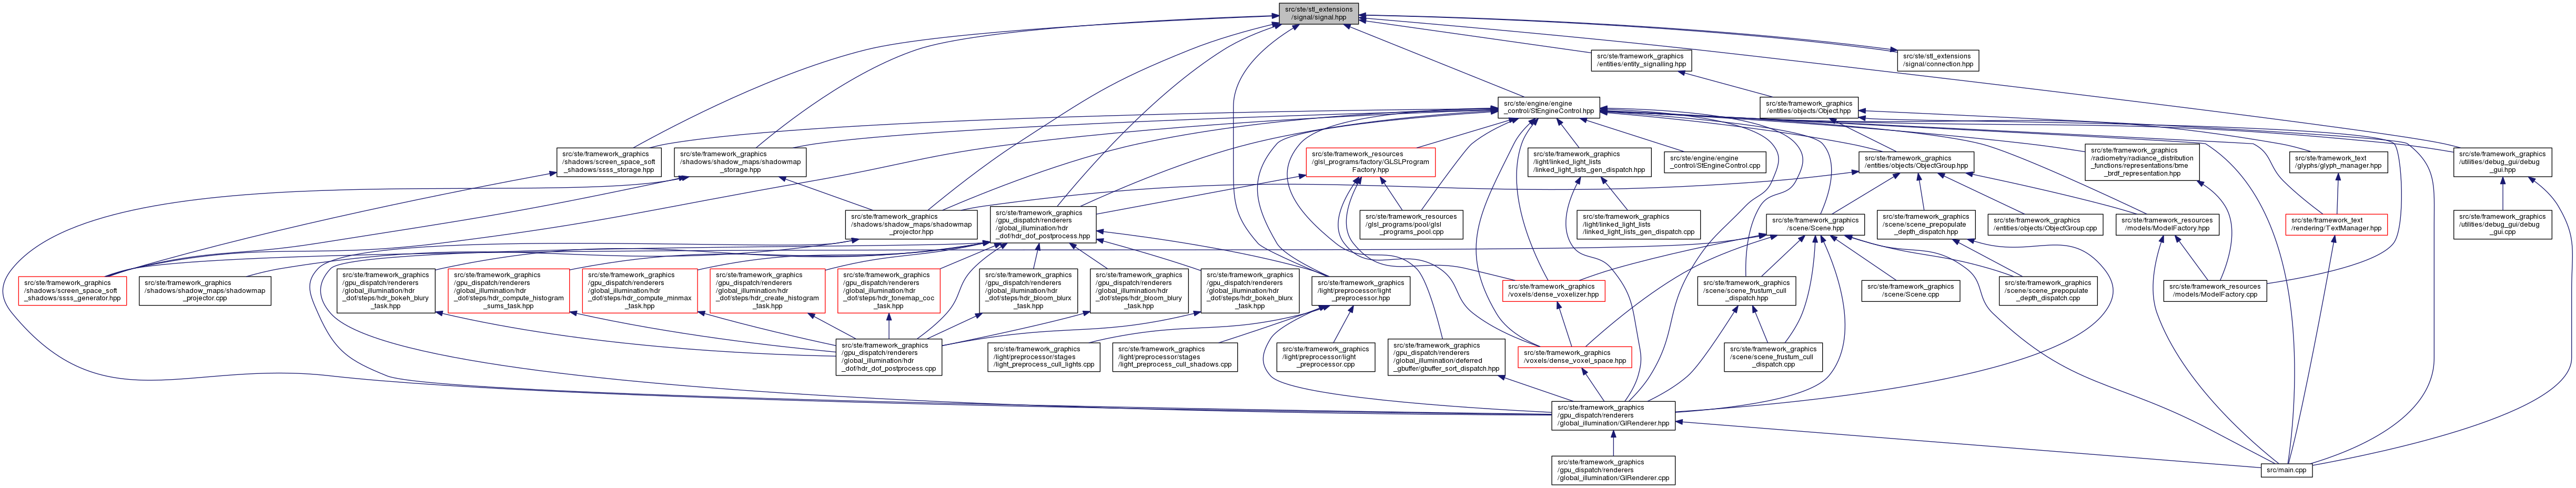 src/ste/stl_extensions
/signal/signal.hpp
src/ste/framework_graphics
/entities/entity_signalling.hpp
src/ste/stl_extensions
/signal/connection.hpp
src/ste/engine/engine
_control/StEngineControl.hpp
src/ste/framework_graphics
/entities/objects/Object.hpp
src/ste/framework_graphics
/shadows/screen_space_soft
_shadows/ssss_storage.hpp
src/ste/framework_graphics
/shadows/shadow_maps/shadowmap
_storage.hpp
src/ste/framework_resources
/glsl_programs/factory/GLSLProgram
Factory.hpp
src/ste/framework_graphics
/light/linked_light_lists
/linked_light_lists_gen_dispatch.hpp
src/ste/engine/engine
_control/StEngineControl.cpp
src/ste/framework_graphics
/entities/objects/ObjectGroup.hpp
src/ste/framework_graphics
/radiometry/radiance_distribution
_functions/representations/bme
_brdf_representation.hpp
src/ste/framework_text
/glyphs/glyph_manager.hpp
src/ste/framework_graphics
/utilities/debug_gui/debug
_gui.hpp
src/ste/framework_graphics
/shadows/shadow_maps/shadowmap
_projector.hpp
src/ste/framework_graphics
/gpu_dispatch/renderers
/global_illumination/hdr
_dof/hdr_dof_postprocess.hpp
src/ste/framework_resources
/glsl_programs/pool/glsl
_programs_pool.cpp
src/ste/framework_graphics
/light/linked_light_lists
/linked_light_lists_gen_dispatch.cpp
src/ste/framework_graphics
/scene/Scene.hpp
src/ste/framework_graphics
/scene/scene_prepopulate
_depth_dispatch.hpp
src/ste/framework_graphics
/entities/objects/ObjectGroup.cpp
src/ste/framework_resources
/models/ModelFactory.hpp
src/ste/framework_text
/rendering/TextManager.hpp
src/ste/framework_graphics
/utilities/debug_gui/debug
_gui.cpp
src/ste/framework_graphics
/shadows/screen_space_soft
_shadows/ssss_generator.hpp
src/ste/framework_graphics
/shadows/shadow_maps/shadowmap
_projector.cpp
src/ste/framework_graphics
/gpu_dispatch/renderers
/global_illumination/hdr
_dof/steps/hdr_bokeh_blury
_task.hpp
src/ste/framework_graphics
/gpu_dispatch/renderers
/global_illumination/hdr
_dof/steps/hdr_compute_histogram
_sums_task.hpp
src/ste/framework_graphics
/gpu_dispatch/renderers
/global_illumination/hdr
_dof/steps/hdr_compute_minmax
_task.hpp
src/ste/framework_graphics
/gpu_dispatch/renderers
/global_illumination/hdr
_dof/steps/hdr_create_histogram
_task.hpp
src/ste/framework_graphics
/gpu_dispatch/renderers
/global_illumination/hdr
_dof/steps/hdr_tonemap_coc
_task.hpp
src/ste/framework_graphics
/gpu_dispatch/renderers
/global_illumination/hdr
_dof/steps/hdr_bloom_blurx
_task.hpp
src/ste/framework_graphics
/gpu_dispatch/renderers
/global_illumination/hdr
_dof/steps/hdr_bloom_blury
_task.hpp
src/ste/framework_graphics
/gpu_dispatch/renderers
/global_illumination/hdr
_dof/steps/hdr_bokeh_blurx
_task.hpp
src/ste/framework_graphics
/light/preprocessor/light
_preprocessor.hpp
src/ste/framework_graphics
/voxels/dense_voxelizer.hpp
src/ste/framework_graphics
/scene/scene_frustum_cull
_dispatch.hpp
src/ste/framework_graphics
/scene/Scene.cpp
src/ste/framework_graphics
/scene/scene_prepopulate
_depth_dispatch.cpp
src/ste/framework_resources
/models/ModelFactory.cpp
src/ste/framework_graphics
/gpu_dispatch/renderers
/global_illumination/hdr
_dof/hdr_dof_postprocess.cpp
src/ste/framework_graphics
/light/preprocessor/stages
/light_preprocess_cull_lights.cpp
src/ste/framework_graphics
/light/preprocessor/stages
/light_preprocess_cull_shadows.cpp
src/ste/framework_graphics
/light/preprocessor/light
_preprocessor.cpp
src/ste/framework_graphics
/gpu_dispatch/renderers
/global_illumination/deferred
_gbuffer/gbuffer_sort_dispatch.hpp
src/ste/framework_graphics
/voxels/dense_voxel_space.hpp
src/ste/framework_graphics
/scene/scene_frustum_cull
_dispatch.cpp
src/ste/framework_graphics
/gpu_dispatch/renderers
/global_illumination/GIRenderer.hpp
src/ste/framework_graphics
/gpu_dispatch/renderers
/global_illumination/GIRenderer.cpp
src/main.cpp